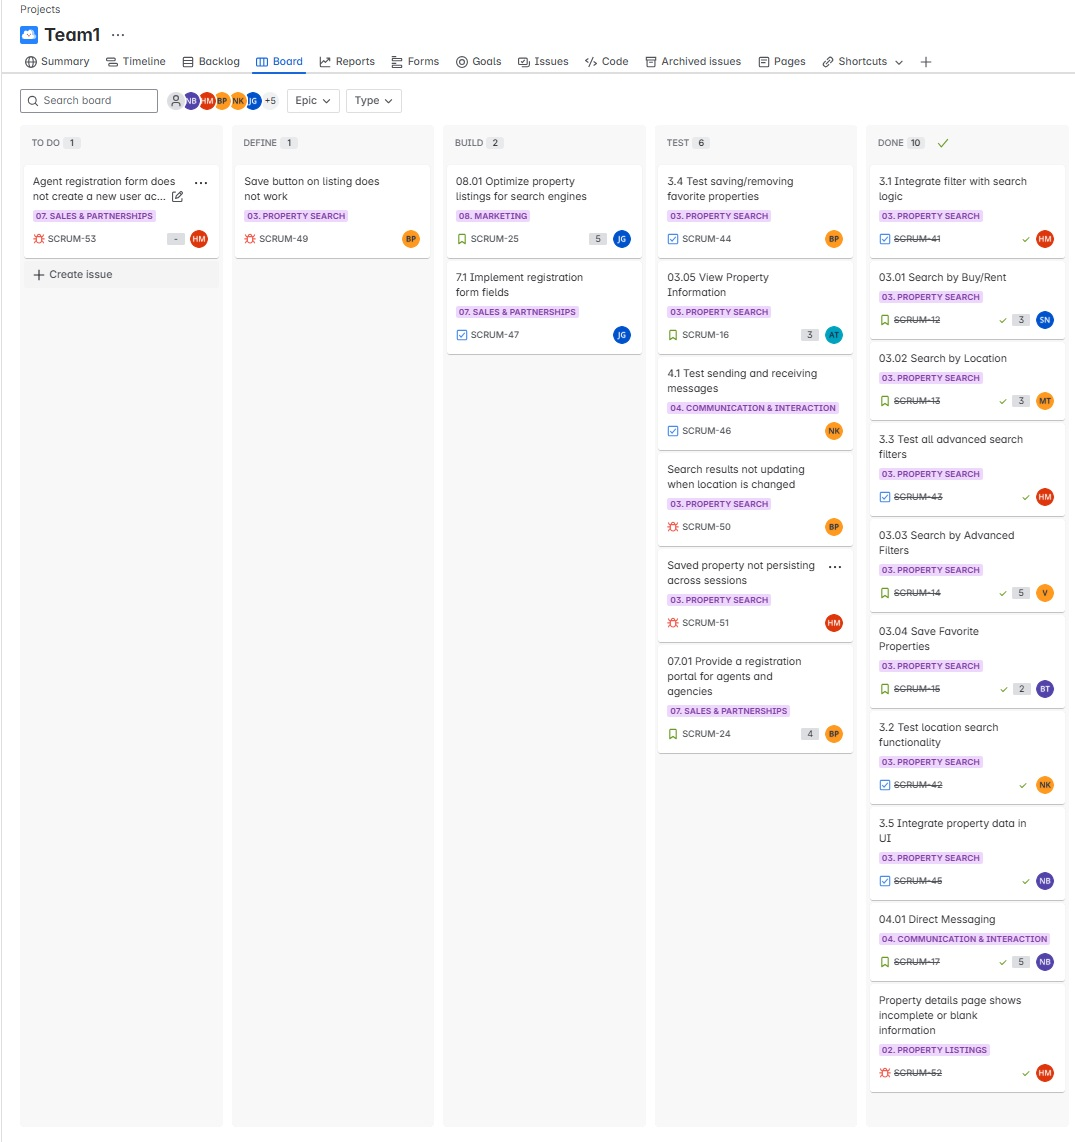 Projects
Team1 ...
Summary Timeline Backlog Board Reports Forms Goals Issues Code Archived issues Pages Shortcuts
Search board NB HM BP NK JG +5 Epic Type
TO DO 1
Agent registration form does
not create a new user ac...
07. SALES & PARTNERSHIPS
SCRUM-53 - HM
+ Create issue
DEFINE 1
Save button on listing does
not work
03. PROPERTY SEARCH
SCRUM-49 BP
BUILD 2
08.01 Optimize property
listings for search engines
08. MARKETING
SCRUM-25 5 JG
7.1 Implement registration
form fields
07. SALES & PARTNERSHIPS
SCRUM-47 JG
TEST 6
3.4 Test saving/removing
favorite properties
03. PROPERTY SEARCH
SCRUM-44 BP
03.05 View Property
Information
03. PROPERTY SEARCH
SCRUM-16 3 AT
4.1 Test sending and receiving
messages
04. COMMUNICATION & INTERACTION
SCRUM-46 NK
Search results not updating
when location is changed
03. PROPERTY SEARCH
SCRUM-50 BP
Saved property not persisting
across sessions
03. PROPERTY SEARCH
SCRUM-51 HM
07.01 Provide a registration
portal for agents and
agencies
07. SALES & PARTNERSHIPS
SCRUM-24 4 BP
DONE 10
3.1 Integrate filter with search
logic
03. PROPERTY SEARCH
SCRUM-41 HM
03.01 Search by Buy/Rent
03. PROPERTY SEARCH
SCRUM-12 3 SN
03.02 Search by Location
03. PROPERTY SEARCH
SCRUM-13 3 MT
3.3 Test all advanced search
filters
03. PROPERTY SEARCH
SCRUM-43 HM
03.03 Search by Advanced
Filters
03. PROPERTY SEARCH
SCRUM-14 5 V
03.04 Save Favorite
Properties
03. PROPERTY SEARCH
SCRUM-15 2 BT
3.2 Test location search
functionality
03. PROPERTY SEARCH
SCRUM-42 NK
3.5 Integrate property data in
UI
03. PROPERTY SEARCH
SCRUM-45 NB
04.01 Direct Messaging
04. COMMUNICATION & INTERACTION
SCRUM-17 5 NB
Property details page shows
incomplete or blank
information
02. PROPERTY LISTINGS
SCRUM-52 HM